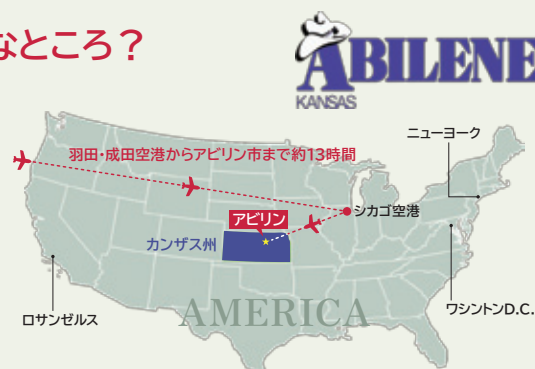 なところ？
ABILENE
KANSAS
ニューヨーク
羽田・成田空港からアビリン市まで約13時間
シカゴ空港
アビリン
カンザス州
ワシントンD.C.
ロサンゼルス
AMERICA